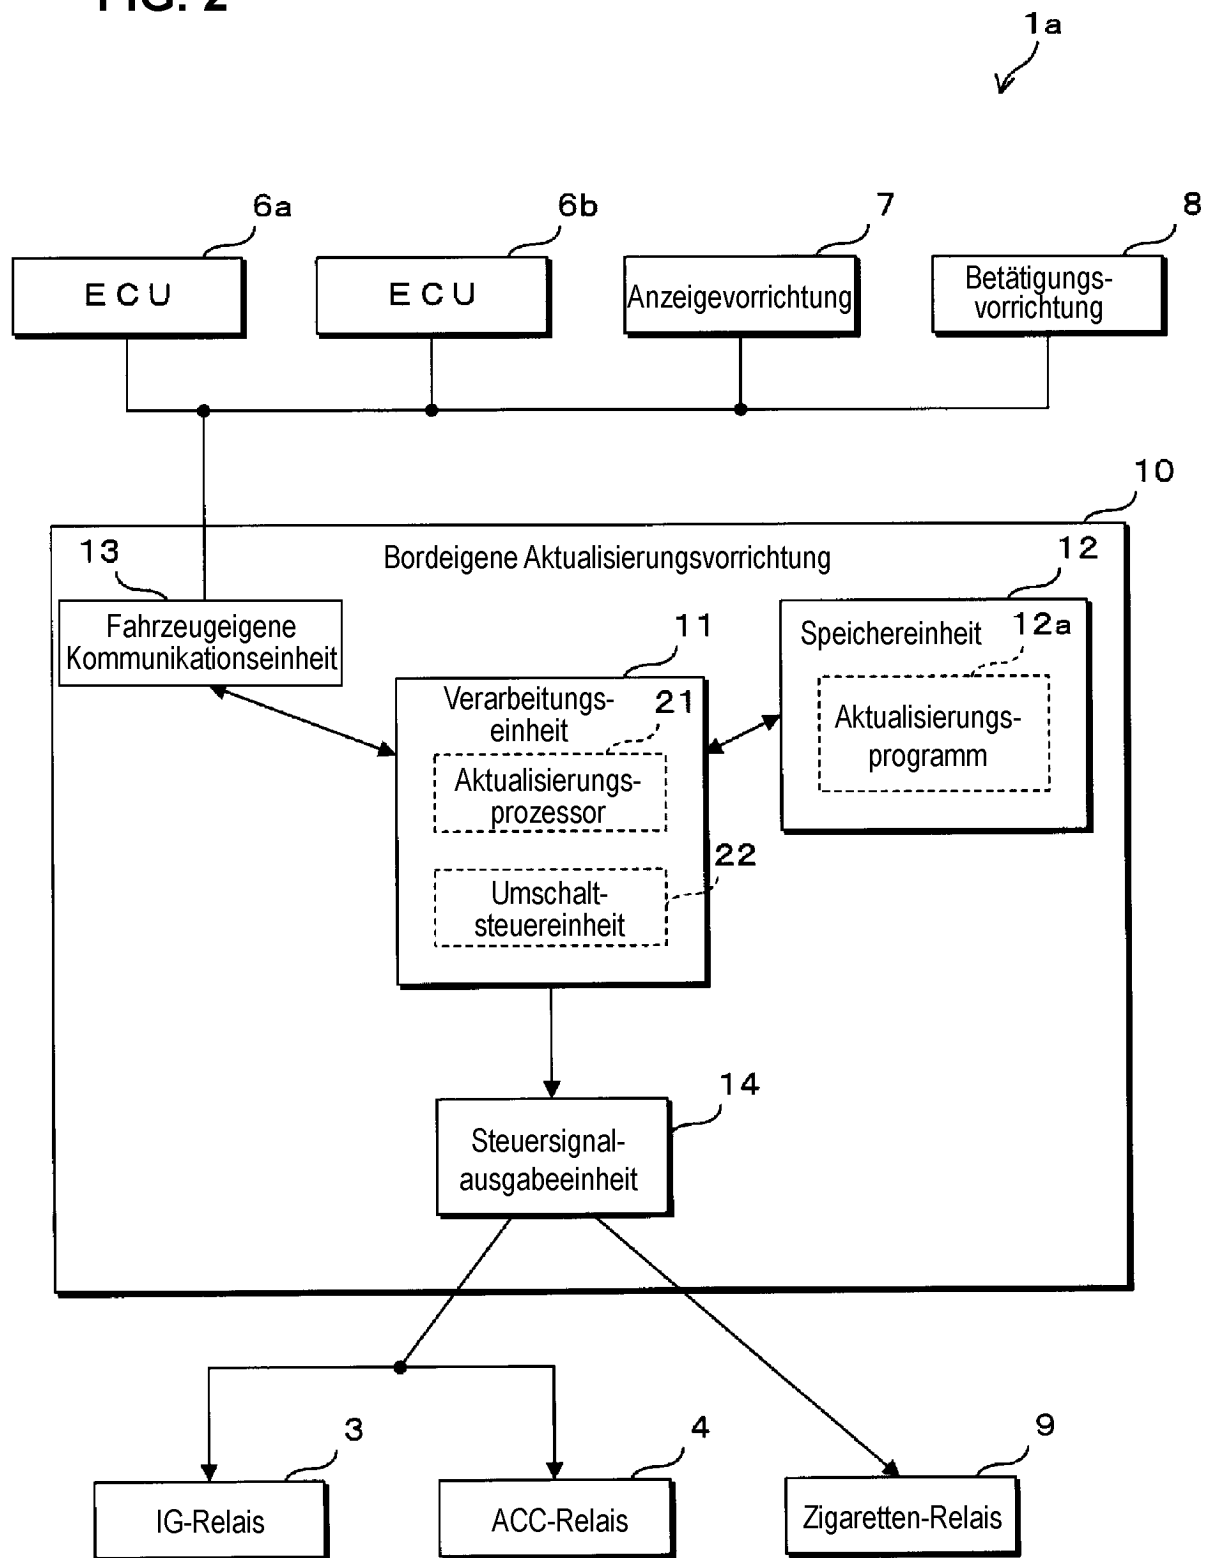 FIG. 2
1a
6a
6b
7
8
ECU
ECU
Anzeigevorrichtung
Betätigungs-
vorrichtung
10
Bordeigene Aktualisierungsvorrichtung
13
12
Fahrzeugeigene
Kommunikationseinheit
11
Speichereinheit
12a
Verarbeitungs-
einheit
21
Aktualisierungs-
programm
Aktualisierungs-
prozessor
22
Umschalt-
steuereinheit
14
Steuersignal-
ausgabeeinheit
3
4
9
IG-Relais
ACC-Relais
Zigaretten-Relais